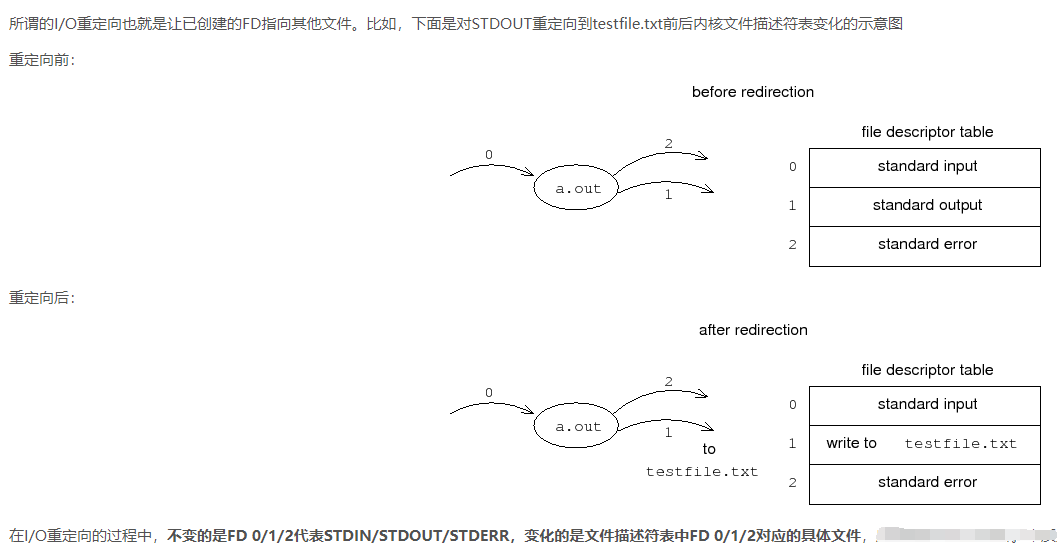 所谓的I/O重定向也就是让已创建的FD指向其他文件。比如，下面是对STDOUT重定向到testfile.txt前后内核文件描述符表变化的示意图
重定向前：
before redirection
file descriptor table
0
2
0
standard input
a.out
1
1
standard output
2
standard error
重定向后：
after redirection
file descriptor table
0
2
0
standard input
a.out
1
to
testfile.txt
1
write to testfile.txt
2
standard error
在I/O重定向的过程中，不变的是FD 0/1/2代表STDIN/STDOUT/STDERR，变化的是文件描述符表中FD 0/1/2对应的具体文件，